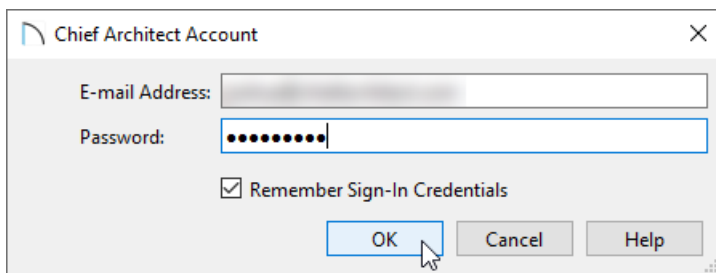 Chief Architect Account
E-mail Address:
Password: •••••••••
Remember Sign-In Credentials
OK Cancel Help